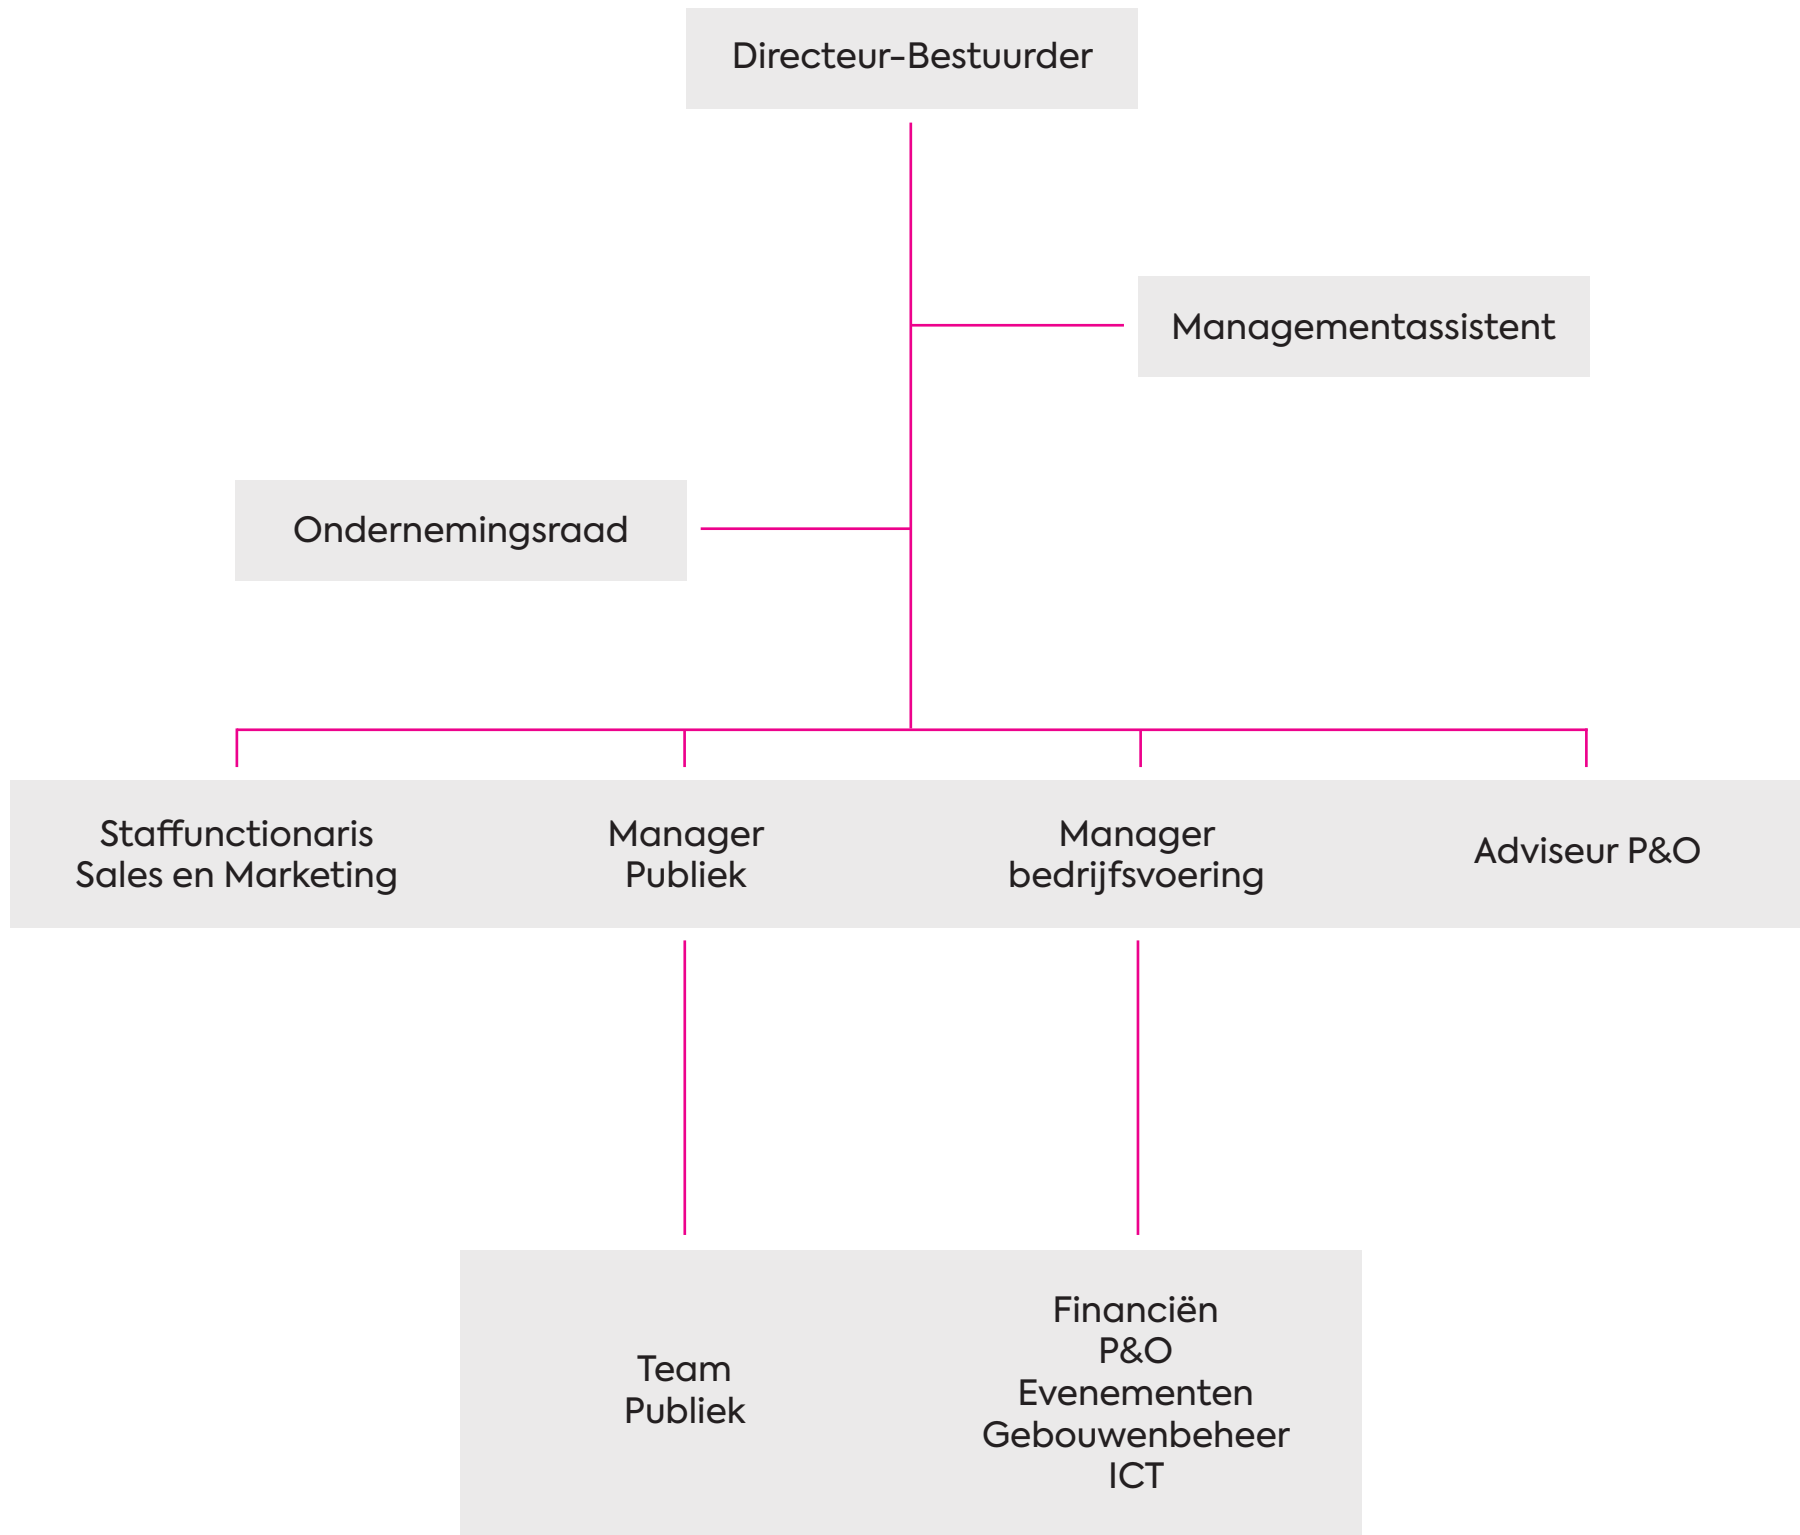 Directeur-Bestuurder
Managementassistent
Ondernemingsraad
Staffunctionaris
Sales en Marketing
Manager
Publiek
Manager
bedrijfsvoering
Adviseur P&O
Team
Publiek
Financiën
P&O
Evenementen
Gebouwenbeheer
ICT